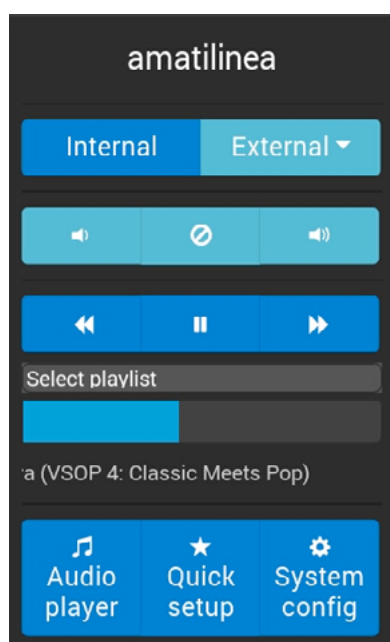 amatilinea
Internal External
Select playlist
a (VSOP 4: Classic Meets Pop)
Audio player Quick setup System config